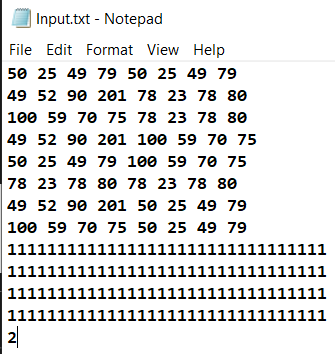 Input.txt - Notepad
File Edit Format View Help
50 25 49 79 50 25 49 79
49 52 90 201 78 23 78 80
100 59 70 75 78 23 78 80
49 52 90 201 100 59 70 75
50 25 49 79 100 59 70 75
78 23 78 80 78 23 78 80
49 52 90 201 50 25 49 79
100 59 70 75 50 25 49 79
11111111111111111111111111111111
11111111111111111111111111111111
11111111111111111111111111111111
11111111111111111111111111111111
2